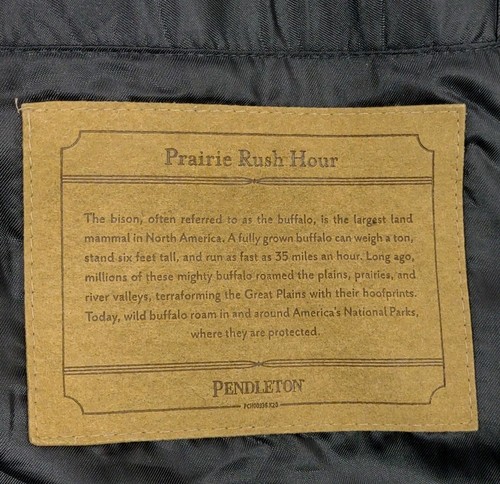 Prairie Rush Hour
The bison, often referred to as the buffalo, is the largest land
mammal in North America. A fully grown buffalo can weigh a ton,
stand six feet tall, and run as fast as 35 miles an hour. Long ago,
millions of these mighty buffalo roamed the plains, prairies, and
river valleys, terraforming the Great Plains with their hoofprints.
Today, wild buffalo roam in and around America's National Parks,
where they are protected.
PENDLETON